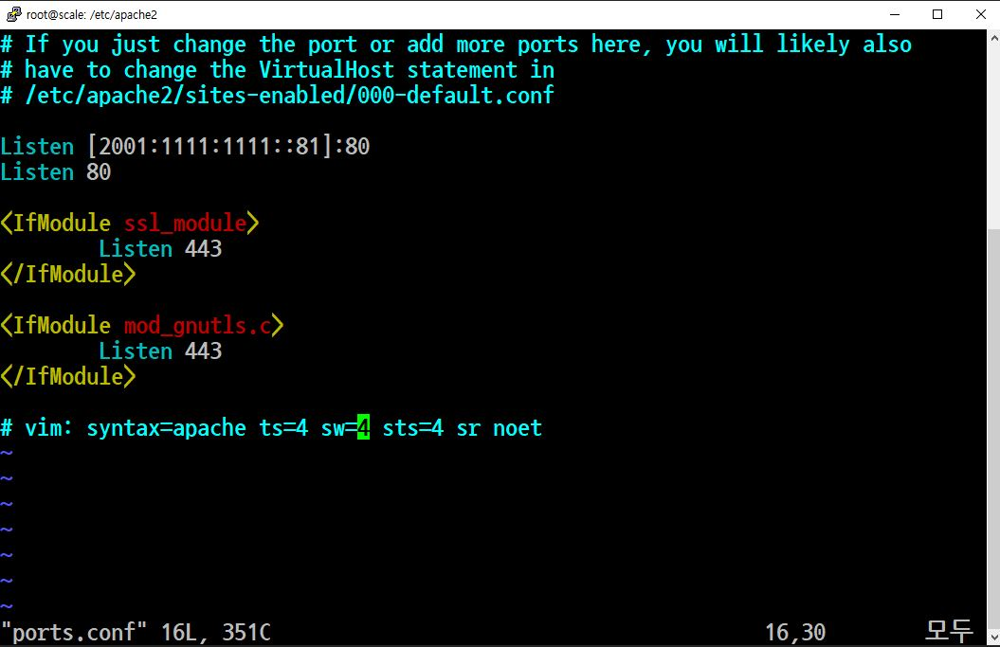 root@scale: /etc/apache2
# If you just change the port or add more ports here, you will likely also
# have to change the VirtualHost statement in
# /etc/apache2/sites-enabled/000-default.conf
Listen [2001:1111:1111::81]:80
Listen 80
<IfModule ssl_module>
        Listen 443
</IfModule>
<IfModule mod_gnutls.c>
        Listen 443
</IfModule>
# vim: syntax=apache ts=4 sw=4 sts=4 sr noet
~
~
~
~
~
~
~
"ports.conf" 16L, 351C 16,30 모두